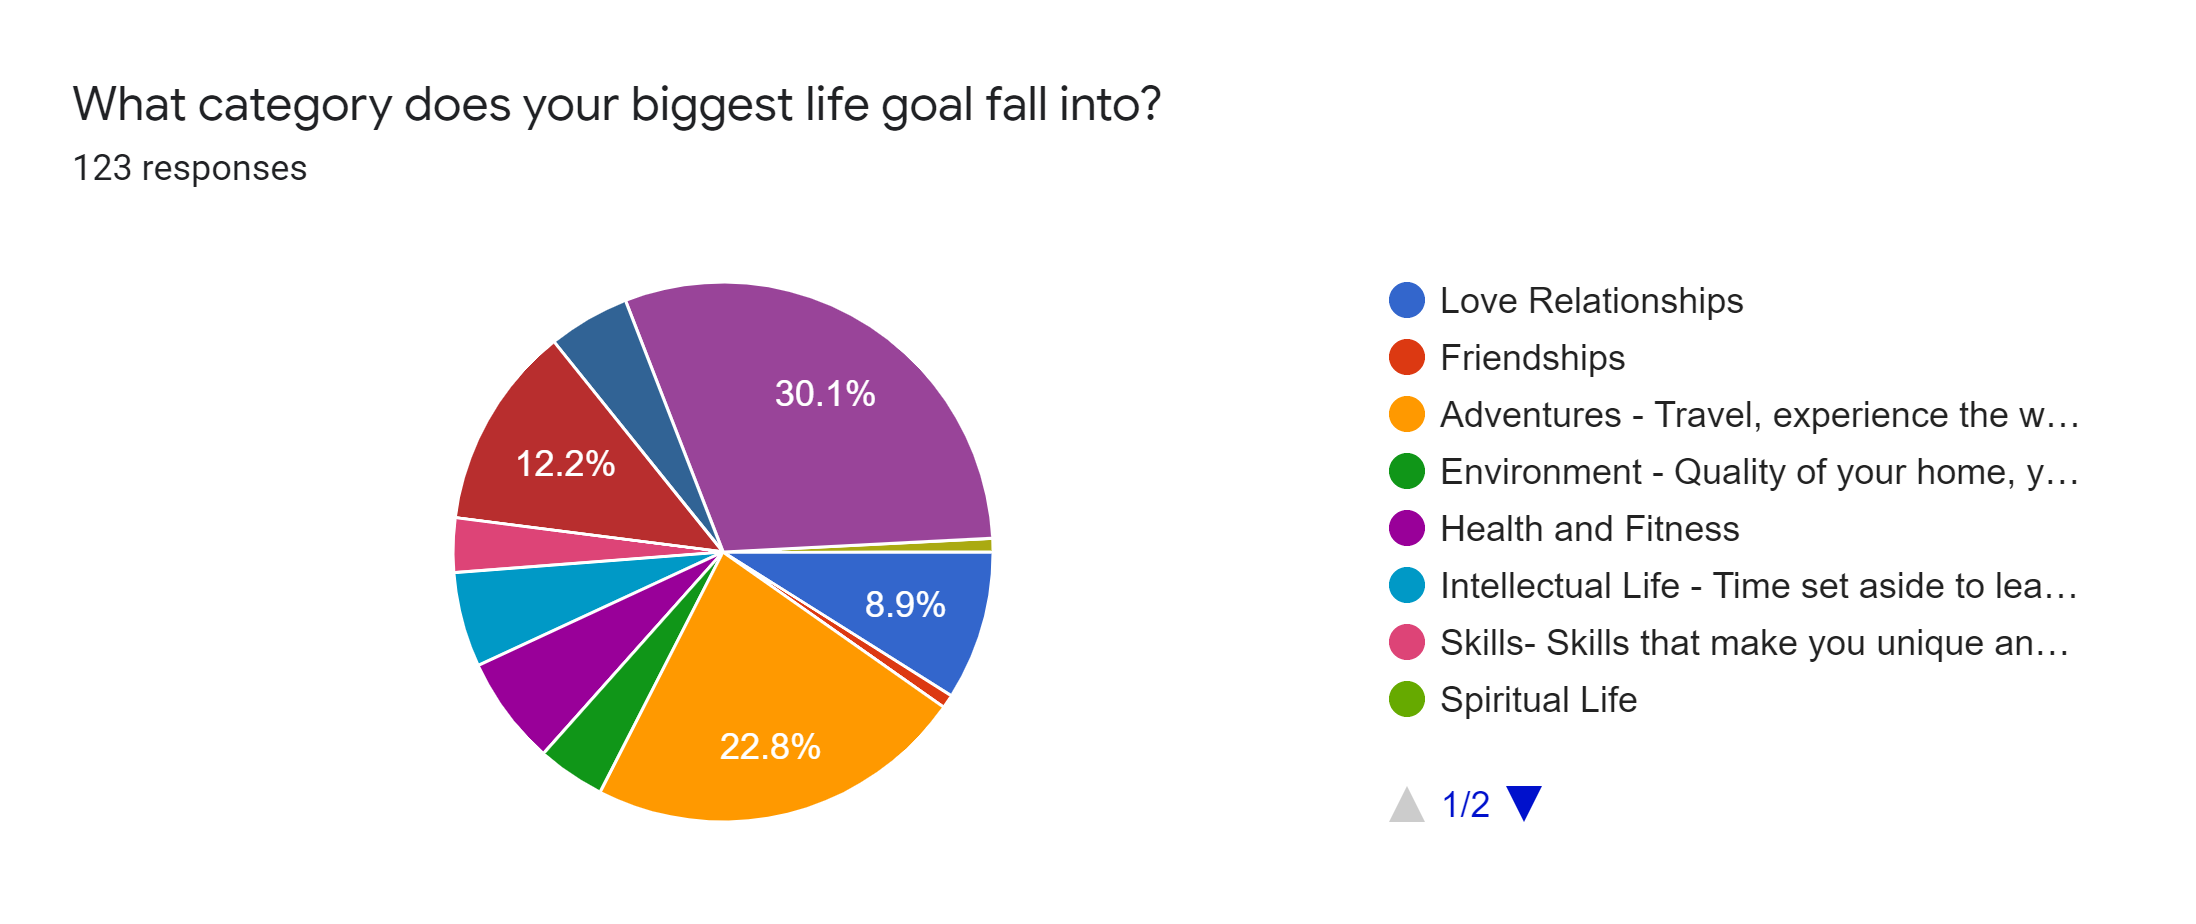 What category does your biggest life goal fall into?
123 responses
30.1%
12.2%
8.9%
22.8%
Love Relationships
Friendships
Adventures - Travel, experience the w…
Environment - Quality of your home, y…
Health and Fitness
Intellectual Life - Time set aside to lea…
Skills- Skills that make you unique an…
Spiritual Life
1/2